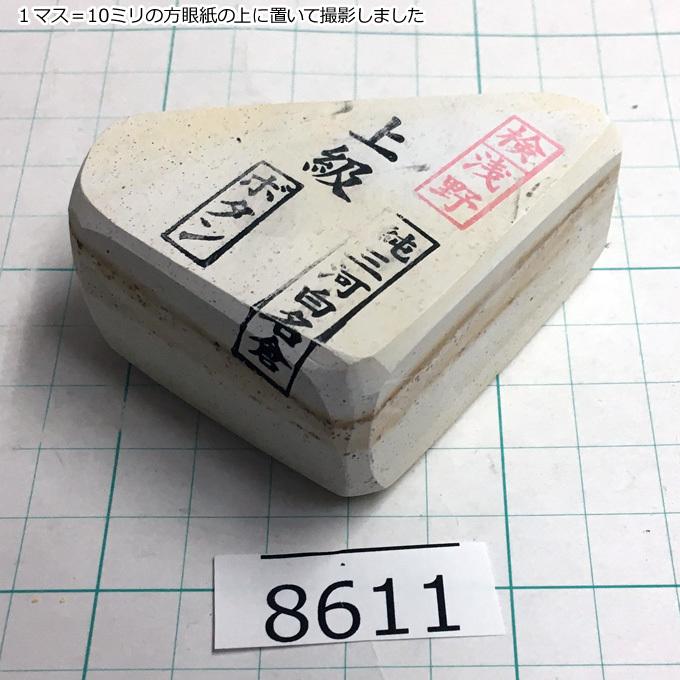 １マス＝10ミリの方眼紙の上に置いて撮影しました
検浅野
上級
純三河白名倉
ボタン
8611